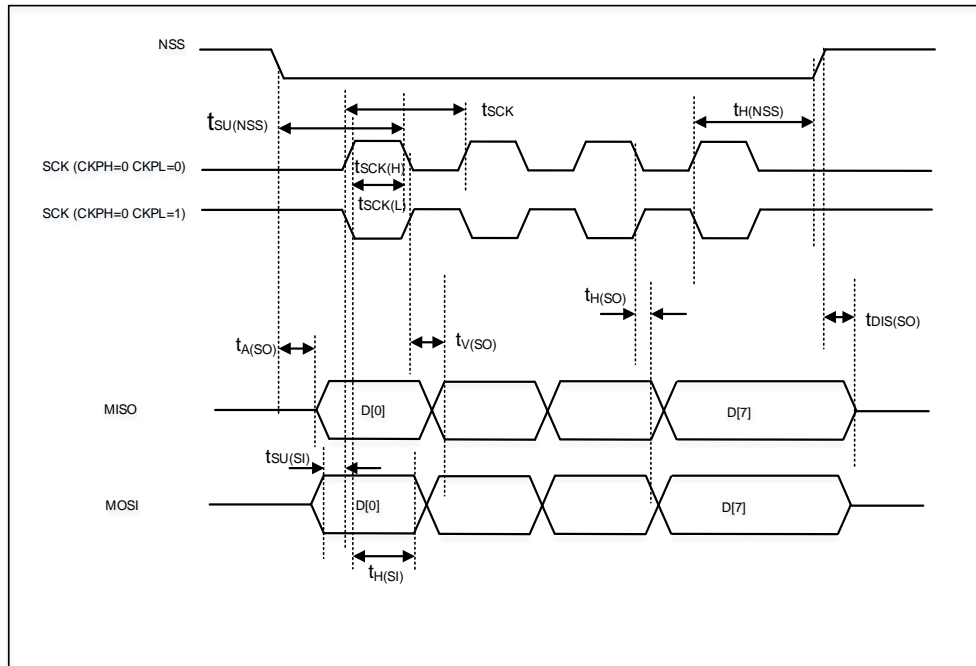 NSS
tSCK
tH(NSS)
tSU(NSS)
SCK (CKPH=0 CKPL=0)
tSCK(H)
tSCK(L)
SCK (CKPH=0 CKPL=1)
tH(SO)
tDIS(SO)
tA(SO)
tV(SO)
MISO
D[0]
D[7]
tSU(SI)
MOSI
D[0]
D[7]
tH(SI)